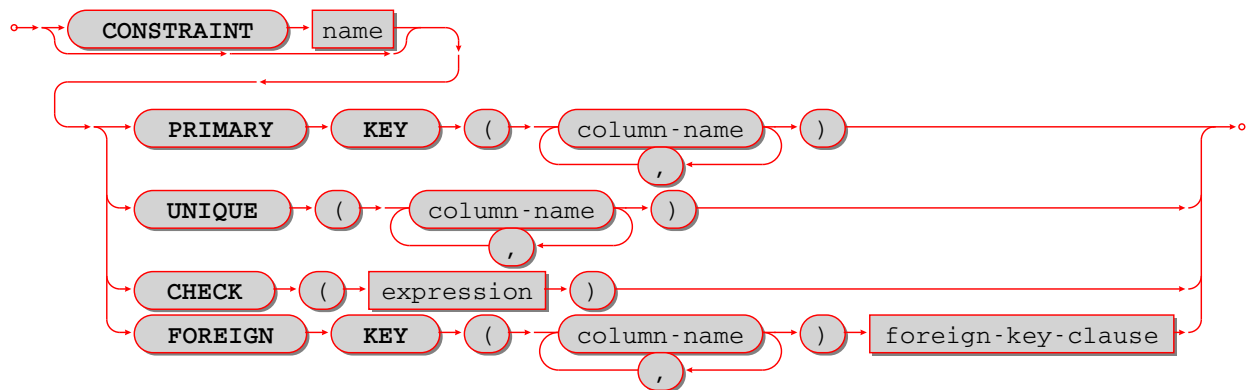 CONSTRAINT name
PRIMARY KEY ( column-name )
,
UNIQUE ( column-name )
,
CHECK ( expression )
FOREIGN KEY ( column-name ) foreign-key-clause
,